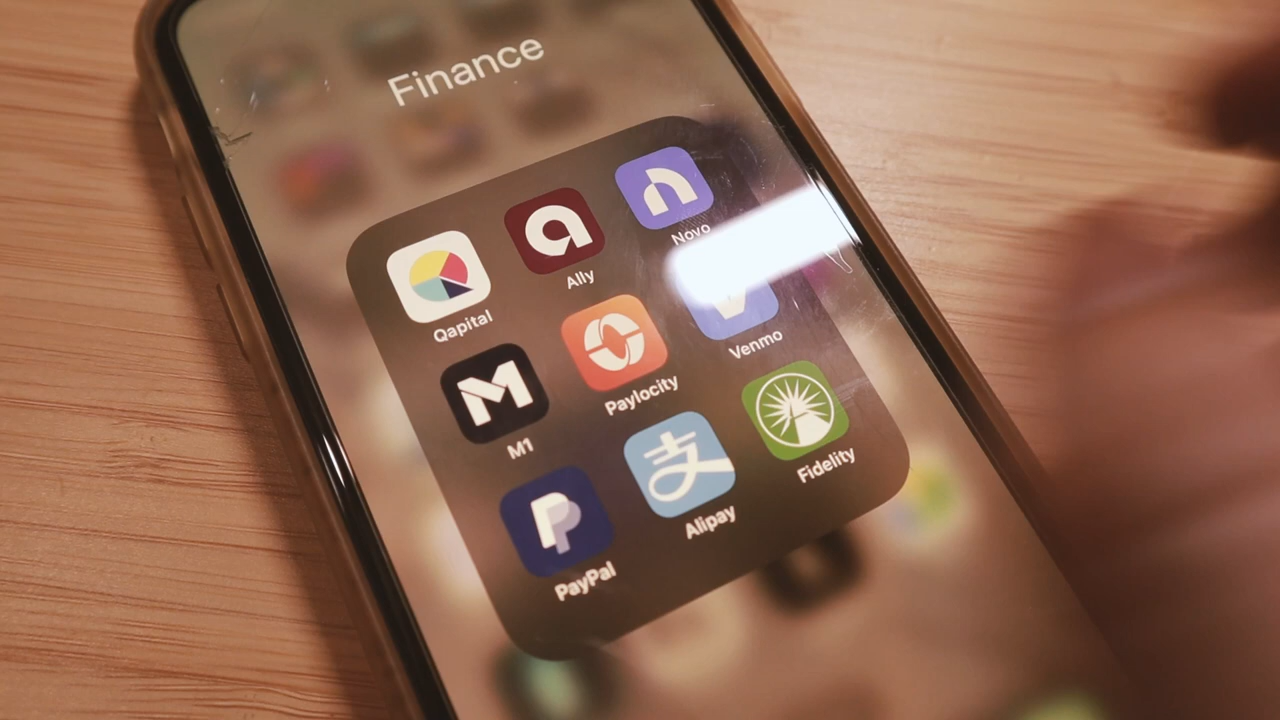 Finance
Qapital
Ally
Novo
M1
Paylocity
Venmo
PayPal
Alipay
Fidelity